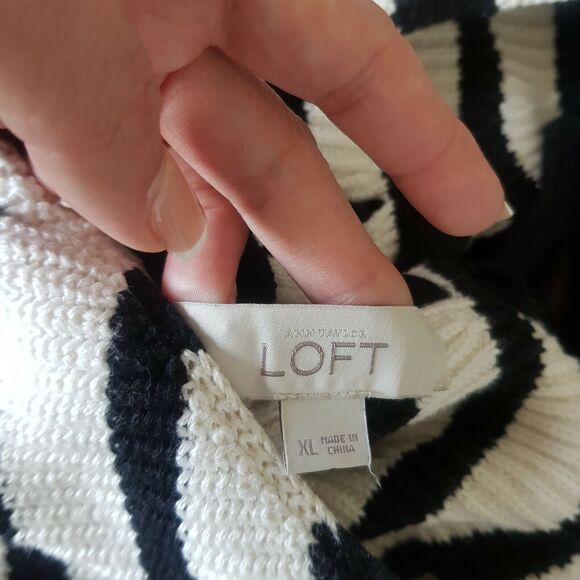 ANN TAYLOR
LOFT
XL
MADE IN
CHINA